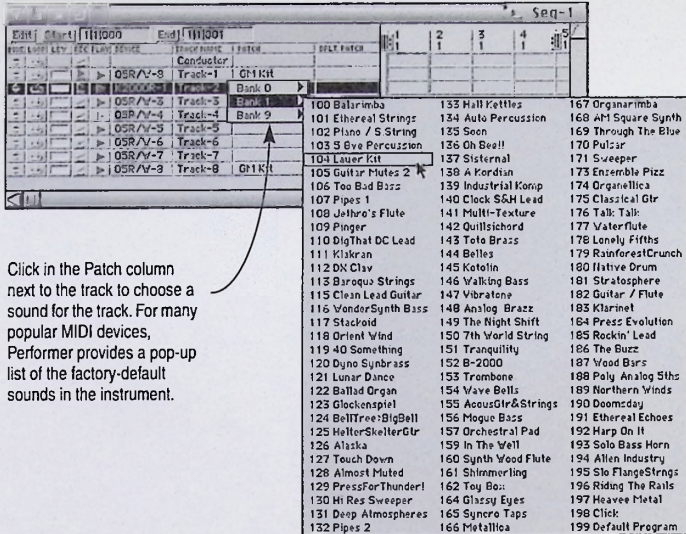 Seq-1
Edit Start 1|1|000 End 1|1|001
DEVICE TRACK NAME PATCH DFLT PATCH
1 2 3 4 5
1 1 1 1 1
Conductor
05R/W-8 Track-1 GM Kit
Track-2 Bank 0
05R/W-3 Track-3 Bank 1
05R/W-4 Track-4 Bank 9
05R/W-5 Track-5
05R/W-6 Track-6
05R/W-7 Track-7
Track-8 GM Kit
Click in the Patch column
next to the track to choose a
sound for the track. For many
popular MIDI devices,
Performer provides a pop-up
list of the factory-default
sounds in the instrument.
100 Balarimba
101 Ethereal Strings
102 Piano / S String
103 5 8ve Percussion
104 Lauer Kit
105 Guitar Mutes 2
106 Too Bad Bass
107 Pipes 1
108 Jethro's Flute
109 Pinger
110 DigThat DC Lead
111 Klakran
112 DX Clav
113 Baroque Strings
115 Clean Lead Guitar
116 WonderSynth Bass
117 Stackoid
118 Orient Wind
119 40 Something
120 Dyno Synbrass
121 Lunar Dance
122 Ballad Organ
123 Glockenspiel
124 BellTree>BigBell
125 HelterSkelterGtr
126 Alaska
127 Touch Down
128 Almost Muted
129 PressForThunder!
130 Hi Res Sweeper
131 Deep Atmospheres
132 Pipes 2
133 Hall Kettles
134 Auto Percussion
135 Soon
136 Oh Bee!!
137 Sisternal
138 A Kordian
139 Industrial Komp
140 Clock S&H Lead
141 Multi-Texture
142 Quillsichord
143 Toto Brass
144 Belles
145 Kotolin
146 Walking Bass
147 Vibratone
148 Analog Brazz
149 The Night Shift
150 7th World String
151 Tranquility
152 B-2000
153 Trombone
154 Wave Bells
155 AcousGtr&Strings
156 Mogue Bass
157 Orchestral Pad
159 In The Well
160 Synth Wood Flute
161 Shimmerling
162 Toy Box
164 Glassy Eyes
165 Syncro Taps
166 Metallica
167 Organarimba
168 AM Square Synth
169 Through The Blue
170 Pulsar
171 Sweeper
173 Ensemble Pizz
174 Organellica
175 Classical Gtr
176 Talk Talk
177 Waterflute
178 Lonely Fifths
179 RainforestCrunch
180 Native Drum
181 Stratosphere
182 Guitar / Flute
183 Klarinet
184 Press Evolution
185 Rockin' Lead
186 The Buzz
187 Wood Bars
188 Poly Analog 5ths
189 Northern Winds
190 Doomsday
191 Ethereal Echoes
192 Harp On It
193 Solo Bass Horn
194 Alien Industry
195 Slo FlangeStrngs
196 Riding The Rails
197 Heavee Metal
198 Click
199 Default Program